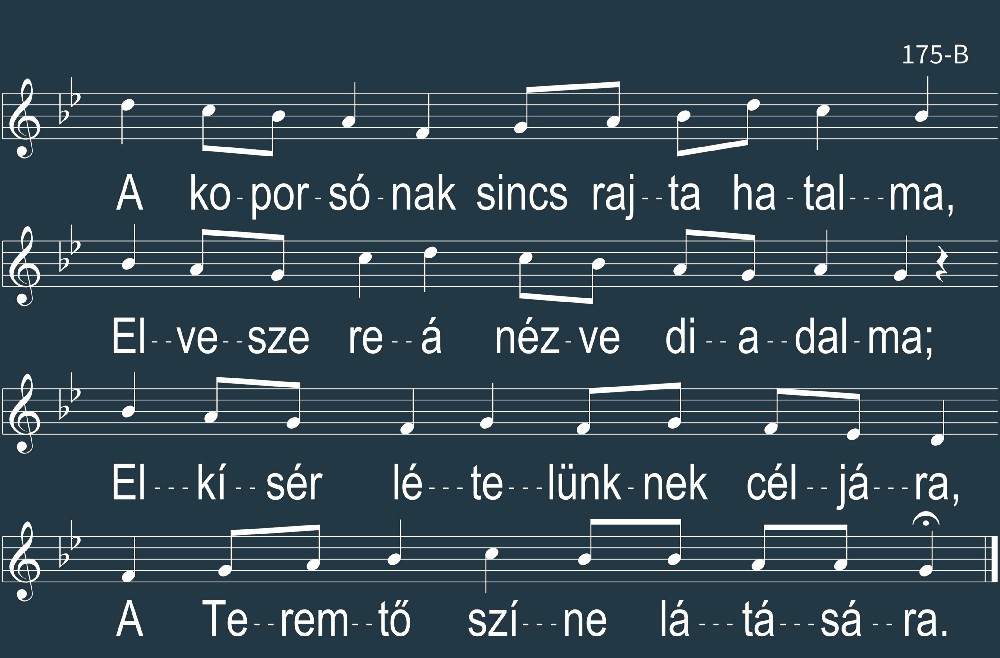 175-B
A ko-por-só-nak sincs raj--ta ha-tal---ma,
El--ve--sze re--á néz-ve di--a--dal-ma;
El---kí--sér lé---te---lünk-nek cél--já---ra,
A Te--rem--tő szí---ne lá---tá---sá--ra.